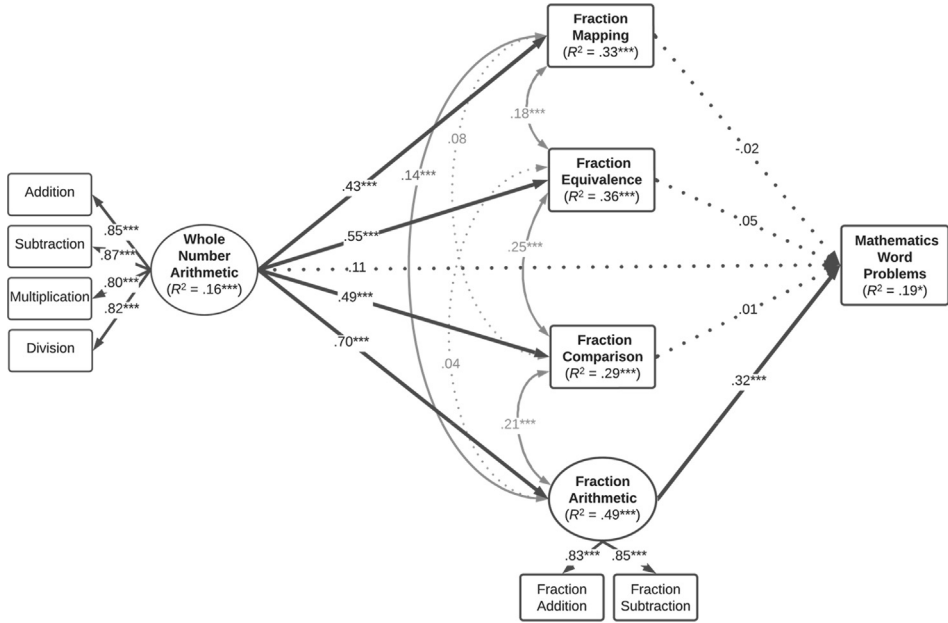 Fraction
Mapping
(R² = .33***)
.18***
.08
.14***
-.02
Fraction
Equivalence
(R² = .36***)
.43***
.05
Addition
.85***
Subtraction
.87***
Multiplication
.80***
.82***
Division
Whole
Number
Arithmetic
(R² = .16***)
.55***
.11
.25***
.49***
.70***
Mathematics
Word
Problems
(R² = .19*)
.01
Fraction
Comparison
(R² = .29***)
.04
.21***
.32***
Fraction
Arithmetic
(R² = .49***)
.83***
.85***
Fraction
Addition
Fraction
Subtraction